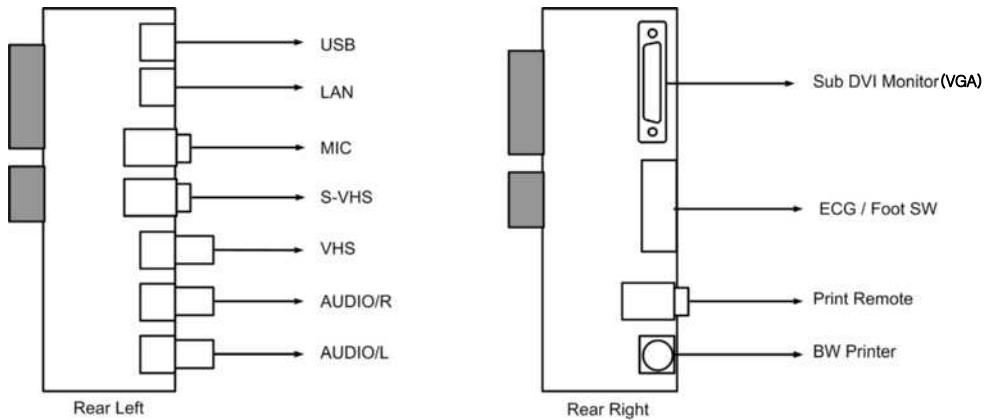 USB
LAN
MIC
S-VHS
VHS
AUDIO/R
AUDIO/L
Rear Left
Sub DVI Monitor(VGA)
ECG / Foot SW
Print Remote
BW Printer
Rear Right